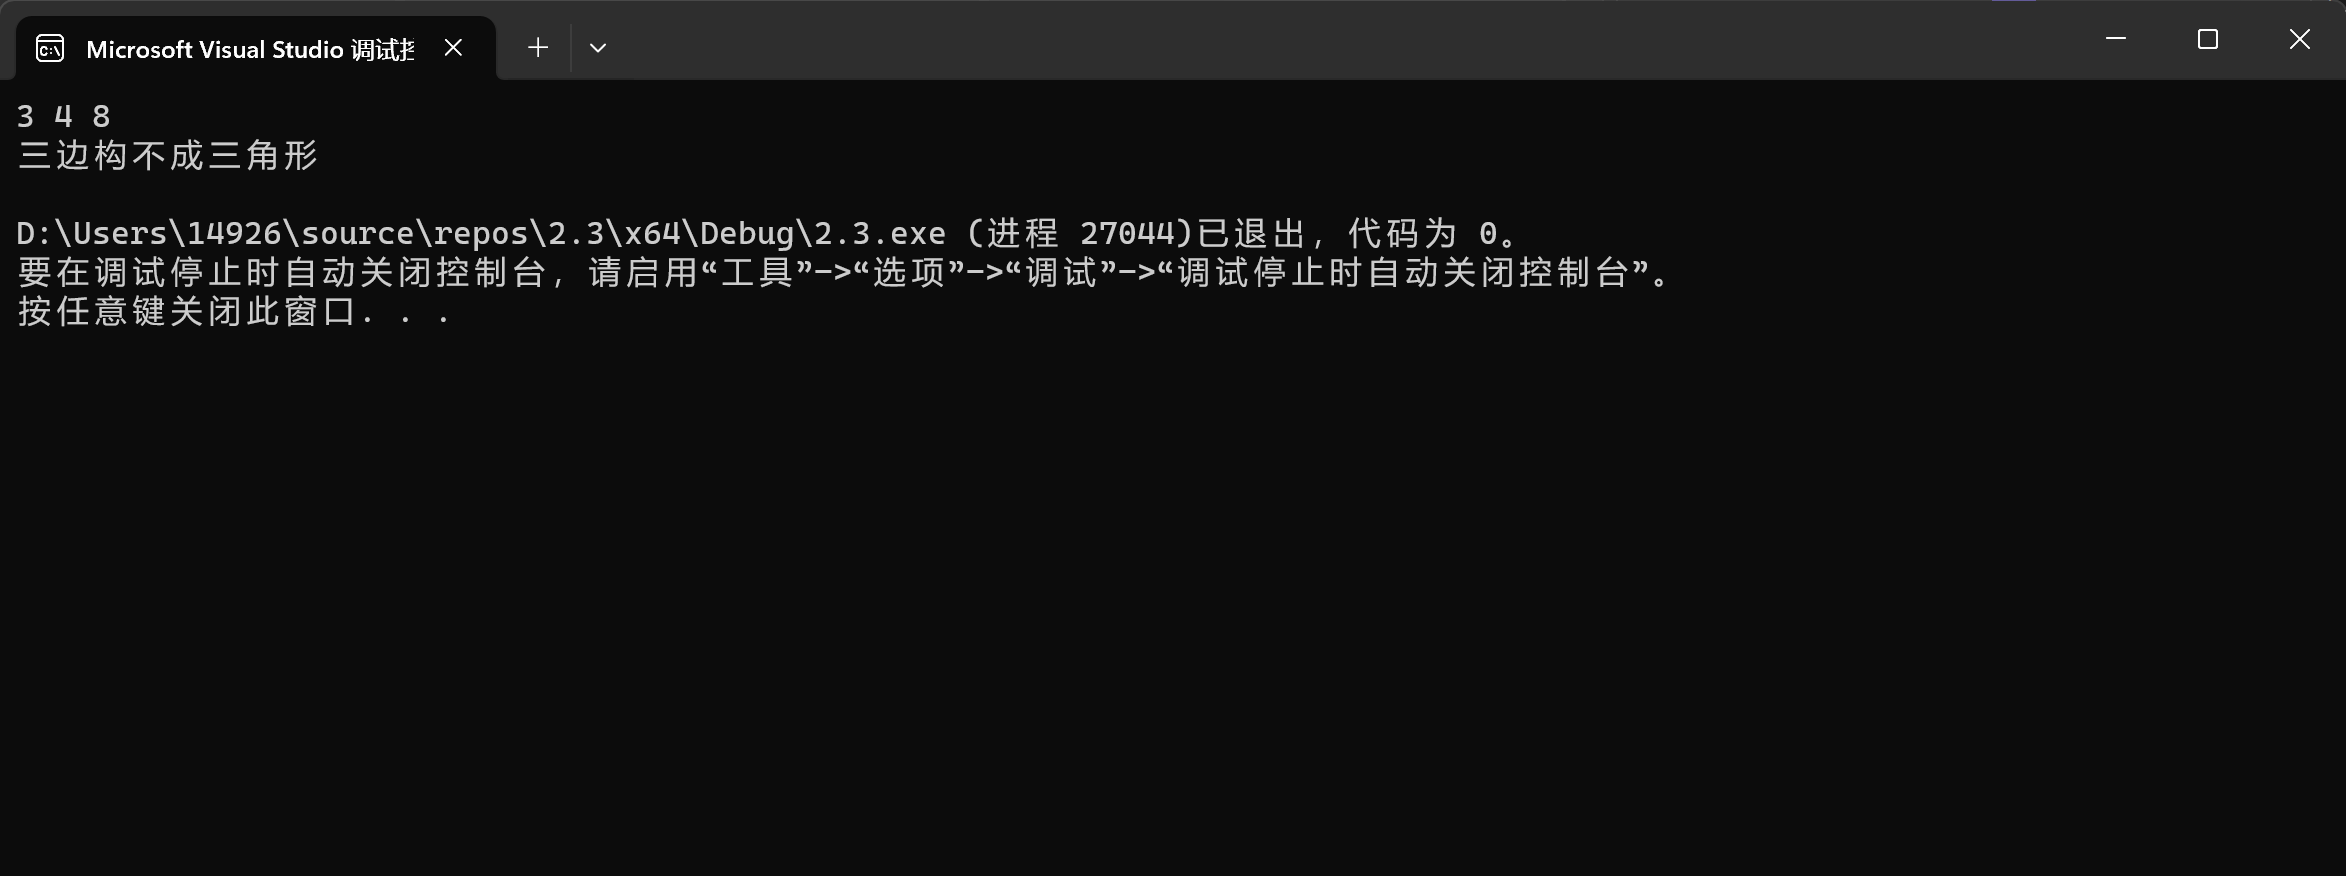 Microsoft Visual Studio 调试
3 4 8
三边构不成三角形
D:\Users\14926\source\repos\2.3\x64\Debug\2.3.exe (进程 27044)已退出，代码为 0。
要在调试停止时自动关闭控制台，请启用“工具”->“选项”->“调试”->“调试停止时自动关闭控制台”。
按任意键关闭此窗口. . .